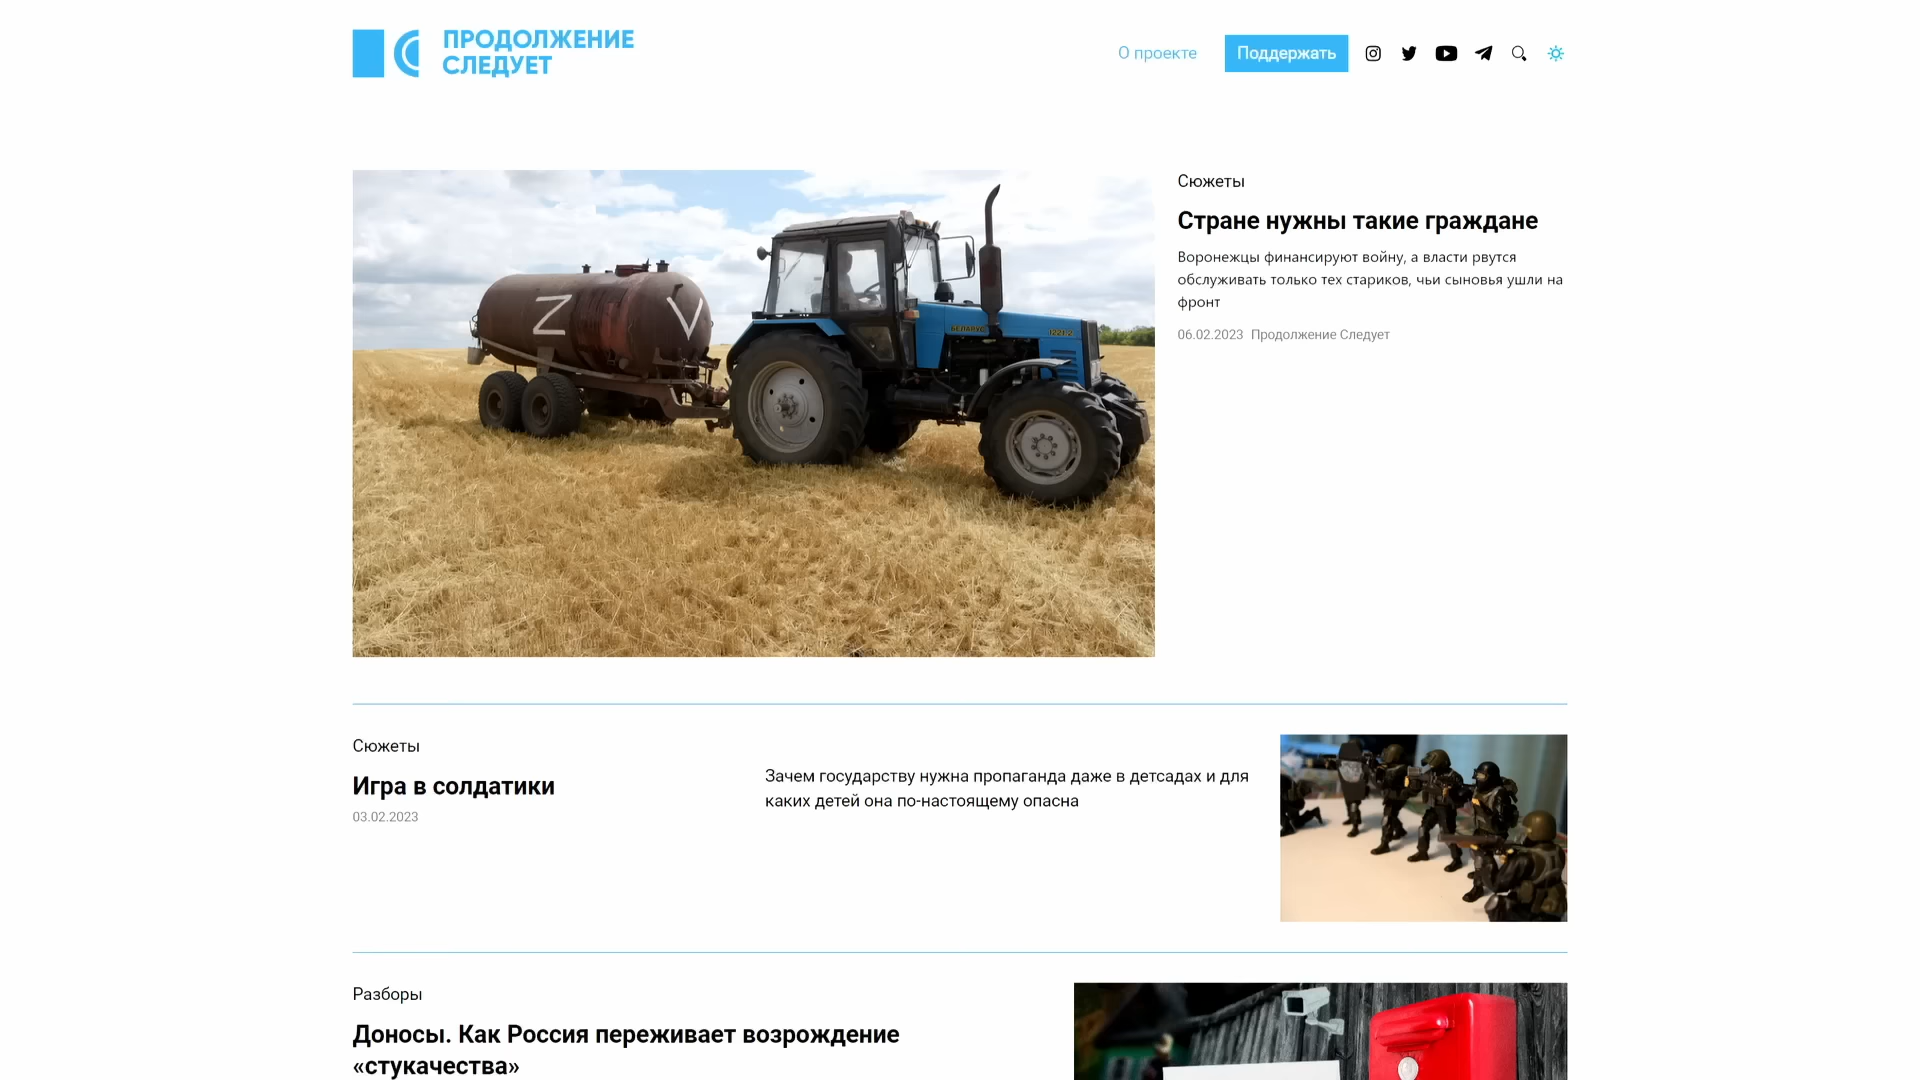 ПРОДОЛЖЕНИЕ
СЛЕДУЕТ
О проекте
Поддержать
Сюжеты
Стране нужны такие граждане
Воронежцы финансируют войну, а власти рвутся
обслуживать только тех стариков, чьи сыновья ушли на
фронт
06.02.2023 Продолжение Следует
Z V
БЕЛАРУС
Сюжеты
Игра в солдатики
03.02.2023
Зачем государству нужна пропаганда даже в детсадах и для
каких детей она по-настоящему опасна
Разборы
Доносы. Как Россия переживает возрождение
«стукачества»